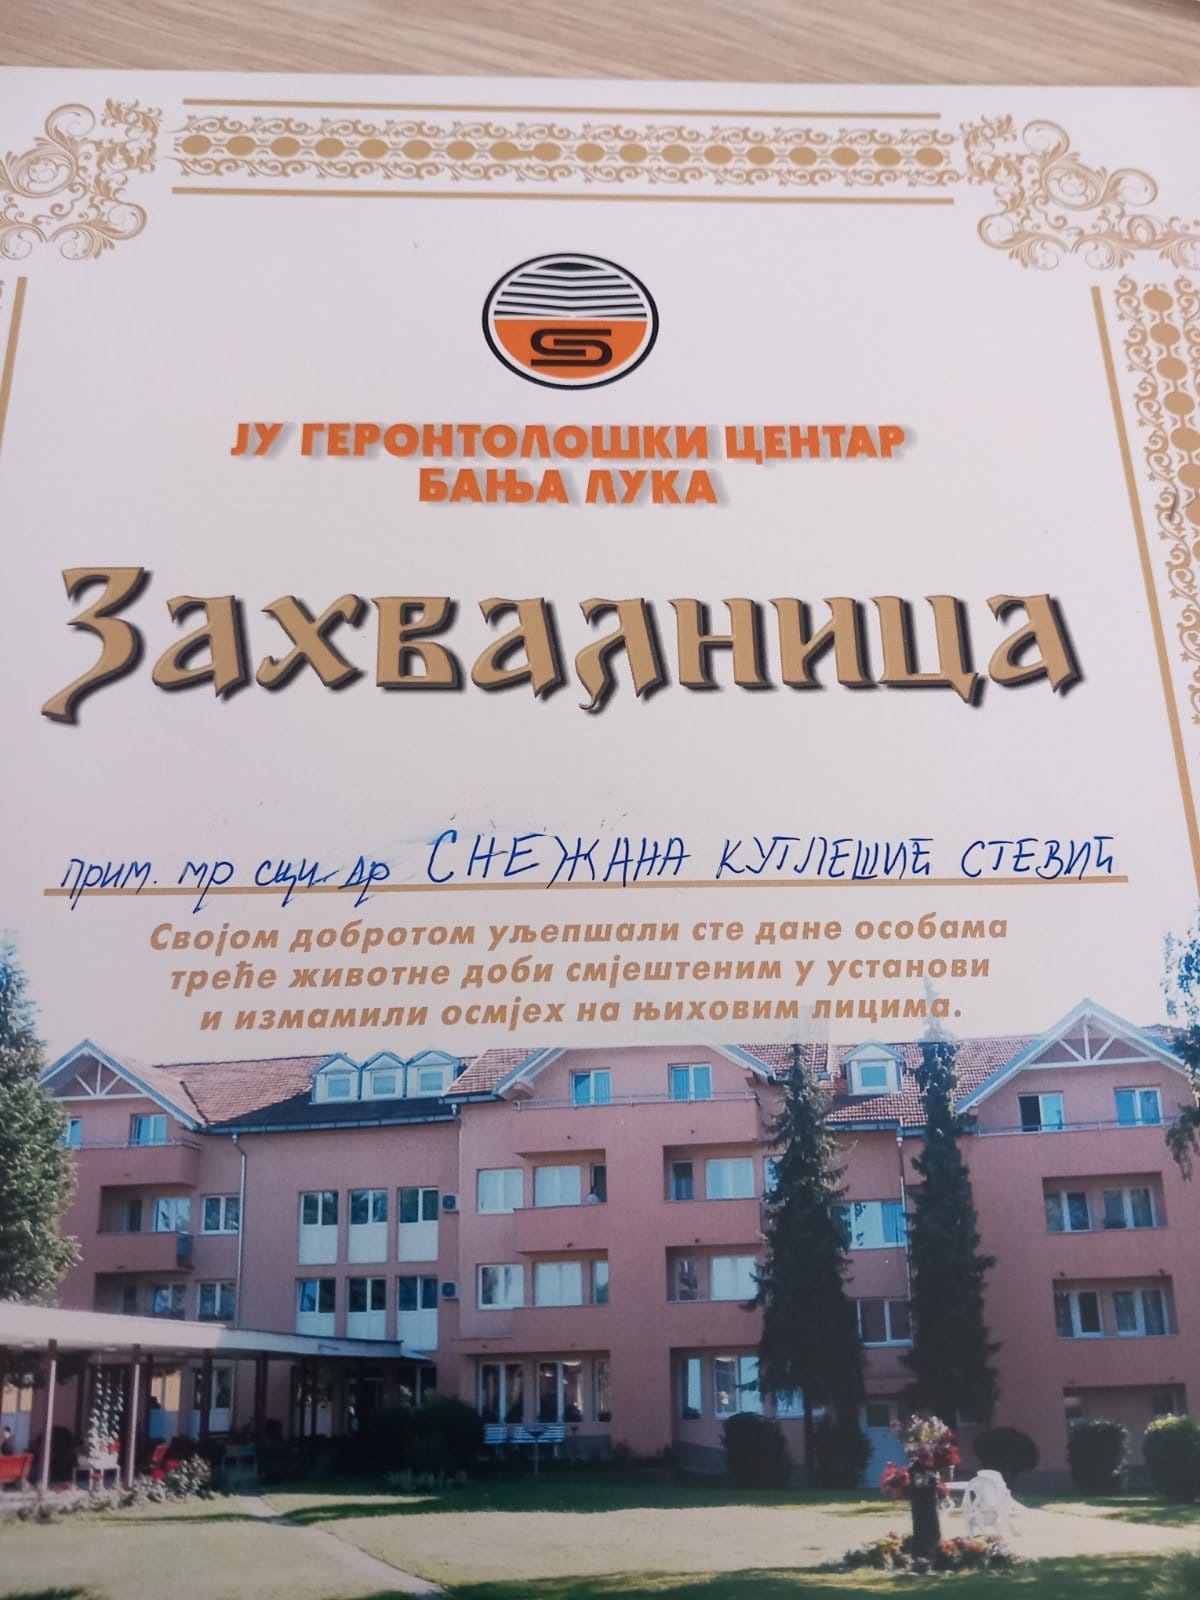 ЈУ ГЕРОНТОЛОШКИ ЦЕНТАР
БАЊА ЛУКА
Захвалница
прим. мр сци. др СНЕЖАНА КУТЛЕШИЋ СТЕВИЋ
Својом добротом уљепшали сте дане особама
треће животне доби смјештеним у установи
и измамили осмјех на њиховим лицима.